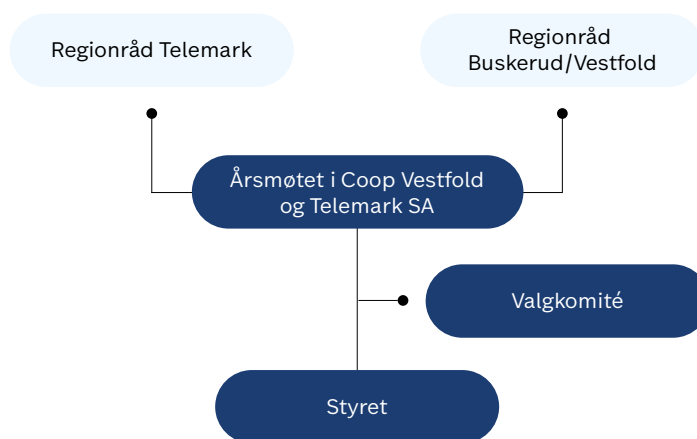 Regionråd Telemark
Regionråd
Buskerud/Vestfold
Årsmøtet i Coop Vestfold
og Telemark SA
Valgkomité
Styret